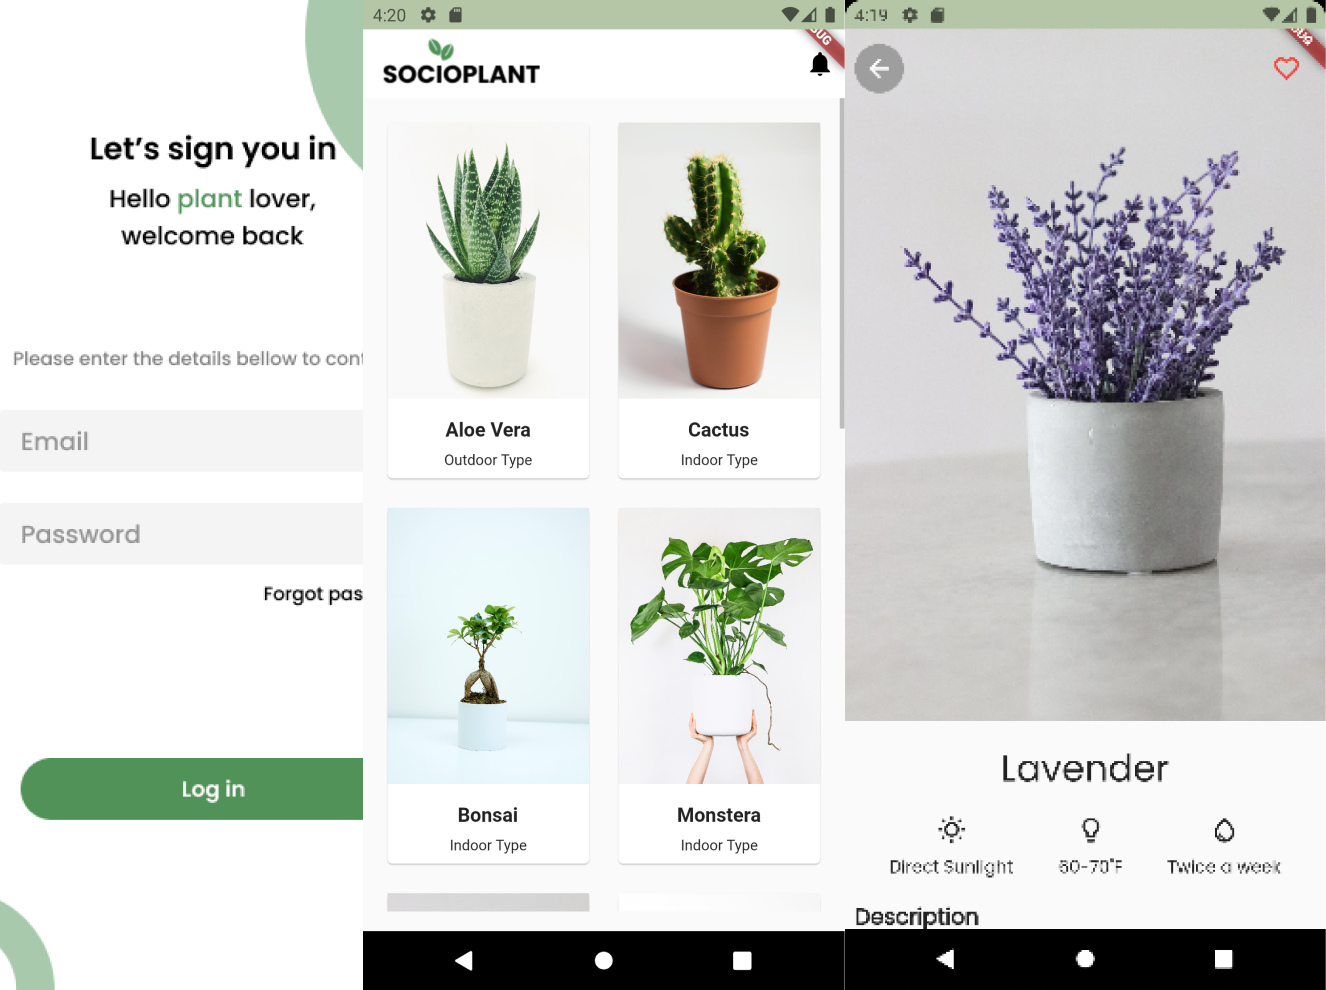 Let's sign you in
Hello plant lover,
welcome back
Please enter the details bellow to cont
Email
Password
Forgot pas
Log in
4:20
SOCIOPLANT
Aloe Vera
Outdoor Type
Cactus
Indoor Type
Bonsai
Indoor Type
Monstera
Indoor Type
4:19
Lavender
Direct Sunlight
60-70°F
Twice a week
Description